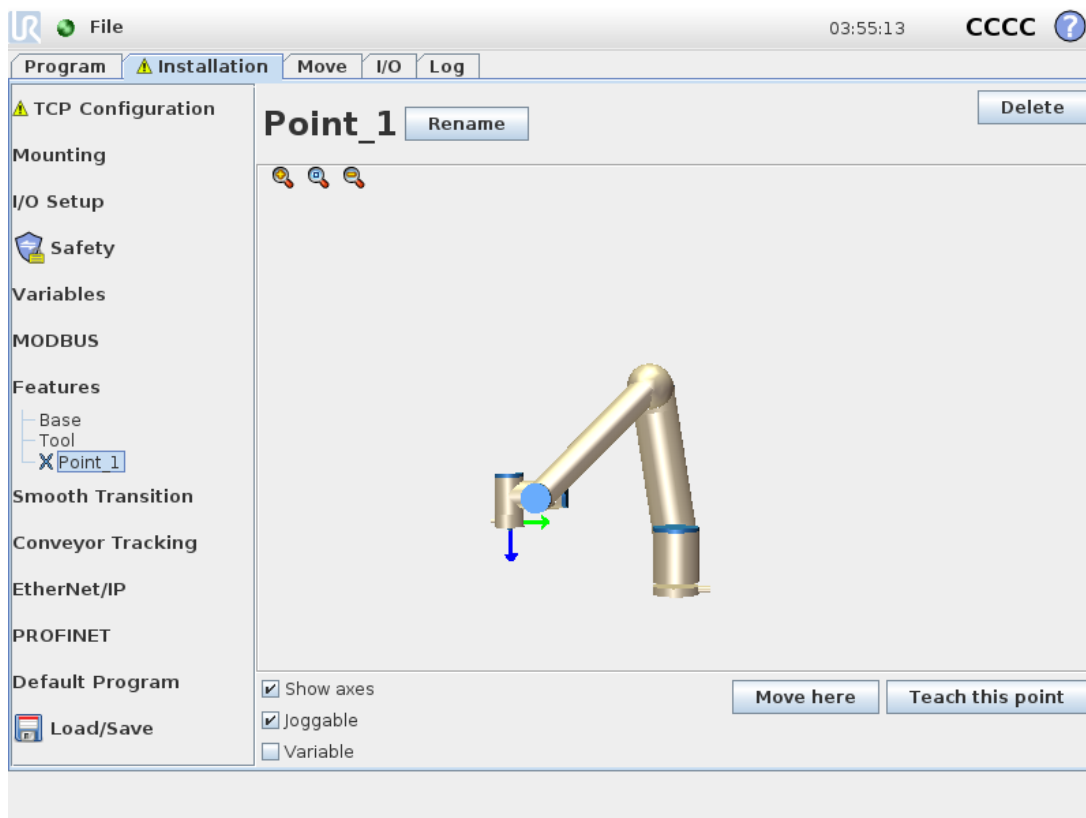 UR File 03:55:13 CCCC ?
Program Installation Move I/O Log
TCP Configuration
Mounting
I/O Setup
Safety
Variables
MODBUS
Features
Base
Tool
Point_1
Smooth Transition
Conveyor Tracking
EtherNet/IP
PROFINET
Default Program
Load/Save
Point_1 Rename Delete
Show axes
Joggable
Variable
Move here Teach this point